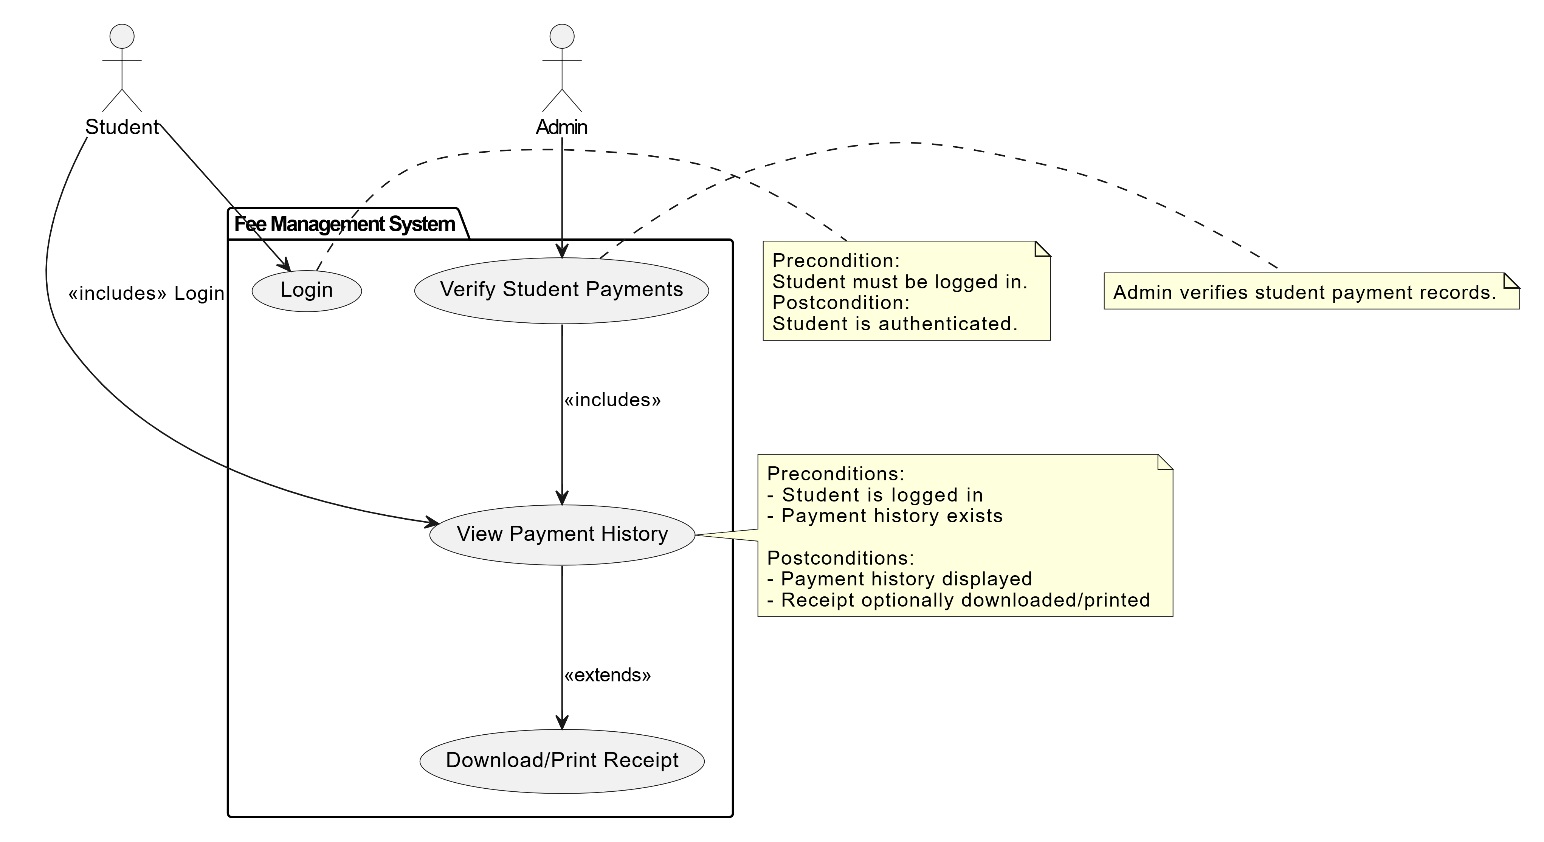 Student
Admin
Fee Management System
«includes» Login
Login
Verify Student Payments
Precondition:
Student must be logged in.
Postcondition:
Student is authenticated.
Admin verifies student payment records.
«includes»
View Payment History
Preconditions:
- Student is logged in
- Payment history exists
Postconditions:
- Payment history displayed
- Receipt optionally downloaded/printed
«extends»
Download/Print Receipt